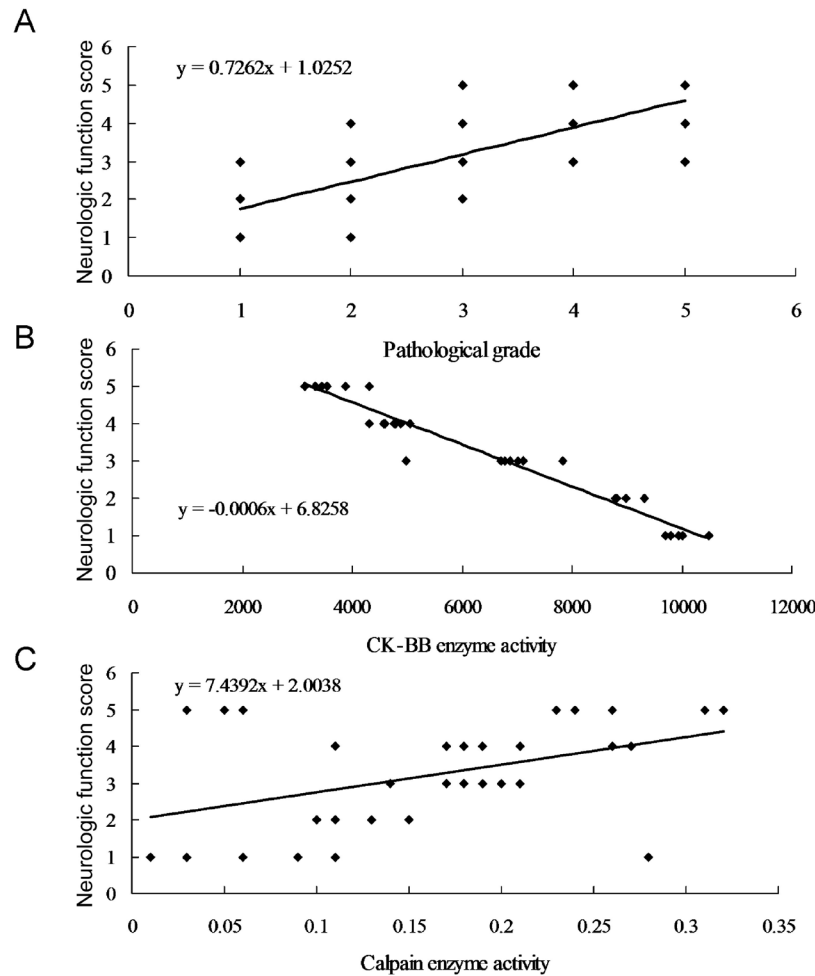 A
Neurologic function score
6
5
4
3
2
1
0
y = 0.7262x + 1.0252
0 1 2 3 4 5 6
Pathological grade
B
Neurologic function score
6
5
4
3
2
1
0
y = -0.0006x + 6.8258
0 2000 4000 6000 8000 10000 12000
CK-BB enzyme activity
C
Neurologic function score
6
5
4
3
2
1
0
y = 7.4392x + 2.0038
0 0.05 0.1 0.15 0.2 0.25 0.3 0.35
Calpain enzyme activity